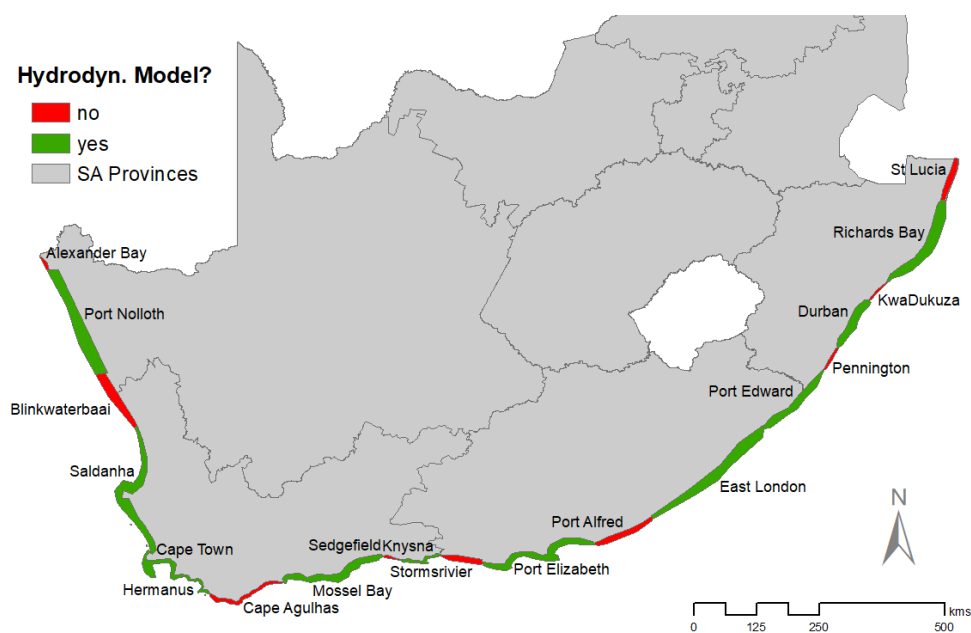 Hydrodyn. Model?
no
yes
SA Provinces
St Lucia
Richards Bay
Alexander Bay
KwaDukuza
Durban
Port Nolloth
Pennington
Port Edward
Blinkwaterbaai
Saldanha
East London
N
Port Alfred
Cape Town
Sedgefield
Knysna
Stormsrivier
Port Elizabeth
Hermanus
Mossel Bay
Cape Agulhas
kms
0 125 250 500